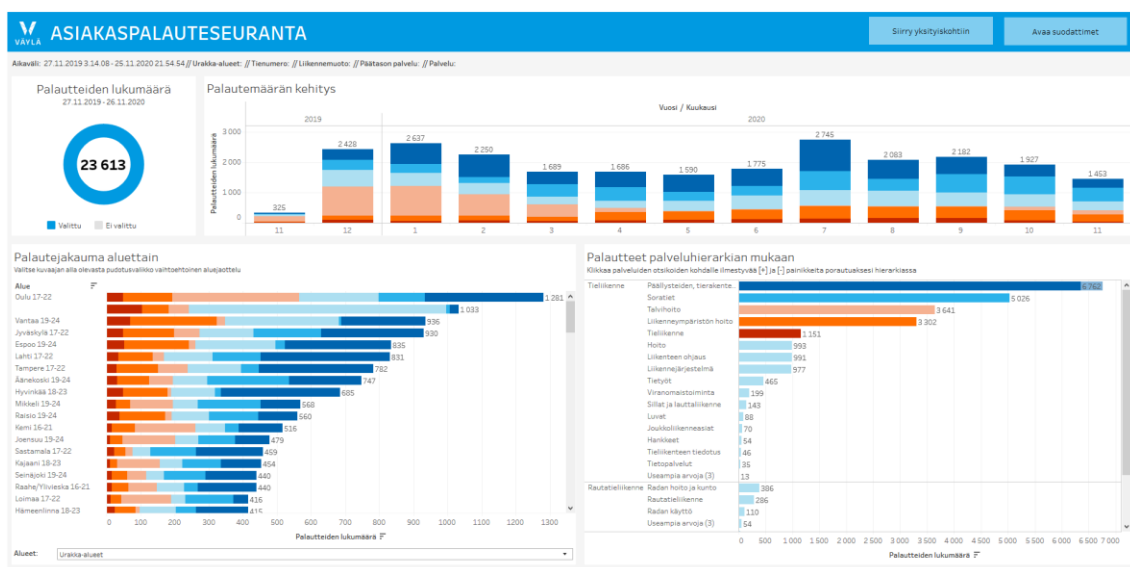 VÄYLÄ
ASIAKASPALAUTESEURANTA
Siirry yksityiskohtiin
Avaa suodattimet
Aikaväli: 27.11.2019 3.14.08 - 25.11.2020 21.54.54 // Urakka-alueet: // Tienumero: // Liikennemuoto: // Päätason palvelu: // Palvelu:
Palautteiden lukumäärä
27.11.2019 - 26.11.2020
23 613
Valittu
Ei valittu
Palautemäärän kehitys
Vuosi / Kuukausi
2019
2020
Palautteiden lukumäärä
3 000
2 000
1 000
0
325
2 428
2 637
2 250
1 689
1 686
1 590
1 775
2 745
2 083
2 182
1 927
1 453
11 12 1 2 3 4 5 6 7 8 9 10 11
Palautejakauma aluettain
Valitse kuvaajan alla olevasta pudotusvalikko vaihtoehtoinen aluejaottelu
Alue
Oulu 17-22 1 281
1 033
Vantaa 19-24 936
Jyväskylä 17-22 930
Espoo 19-24 835
Lahti 17-22 831
Tampere 17-22 782
Äänekoski 19-24 747
Hyvinkää 18-23 685
Mikkeli 19-24 568
Raisio 19-24 560
Kemi 16-21 516
Joensuu 19-24 479
Sastamala 17-22 459
Kajaani 18-23 454
Seinäjoki 19-24 440
Raahe/Ylivieska 16-21 440
Loimaa 17-22 416
Hämeenlinna 18-23 415
0 100 200 300 400 500 600 700 800 900 1000 1100 1200 1300
Palautteiden lukumäärä
Alueet:
Urakka-alueet
Palautteet palveluhierarkian mukaan
Klikkaa palveluiden otsikoiden kohdalle ilmestyvää [+] ja [-] painikkeita porautuaksesi hierarkiassa
Tieliikenne Päällysteiden, tierakente.. 6 762
Soratiet 5 026
Talvihoito 3 641
Liikenneympäristön hoito 3 302
Tieliikenne 1 151
Hoito 993
Liikenteen ohjaus 991
Liikennejärjestelmä 977
Tietyöt 465
Viranomaistoiminta 199
Sillat ja lauttaliikenne 143
Luvat 88
Joukkoliikenneasiat 70
Hankkeet 54
Tieliikenteen tiedotus 46
Tietopalvelut 35
Useampia arvoja (3) 13
Rautatieliikenne Radan hoito ja kunto 386
Rautatieliikenne 286
Radan käyttö 110
Useampia arvoja (3) 54
0 500 1 000 1 500 2 000 2 500 3 000 3 500 4 000 4 500 5 000 5 500 6 000 6 500 7 000
Palautteiden lukumäärä